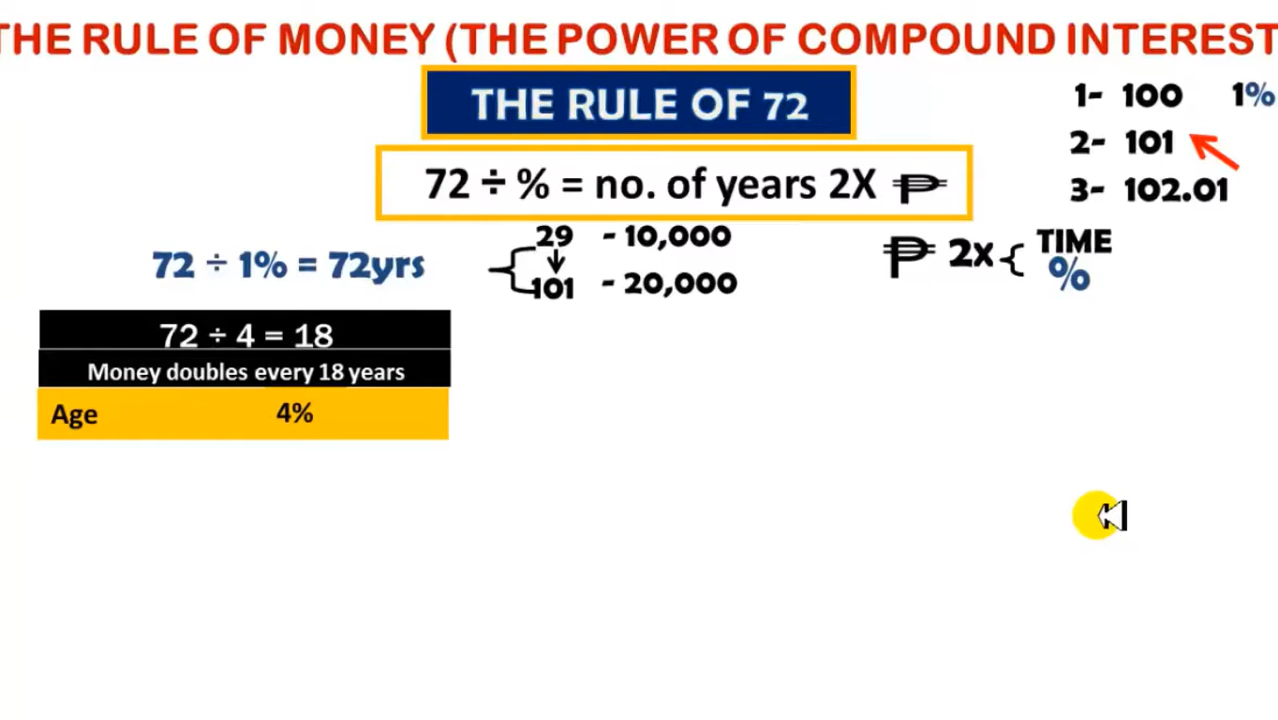 THE RULE OF MONEY (THE POWER OF COMPOUND INTEREST
THE RULE OF 72
72 ÷ % = no. of years 2X ₱
1- 100 1%
2- 101
3- 102.01
72 ÷ 1% = 72yrs
29 - 10,000
101 - 20,000
₱ 2x { TIME
%
72 ÷ 4 = 18
Money doubles every 18 years
Age 4%